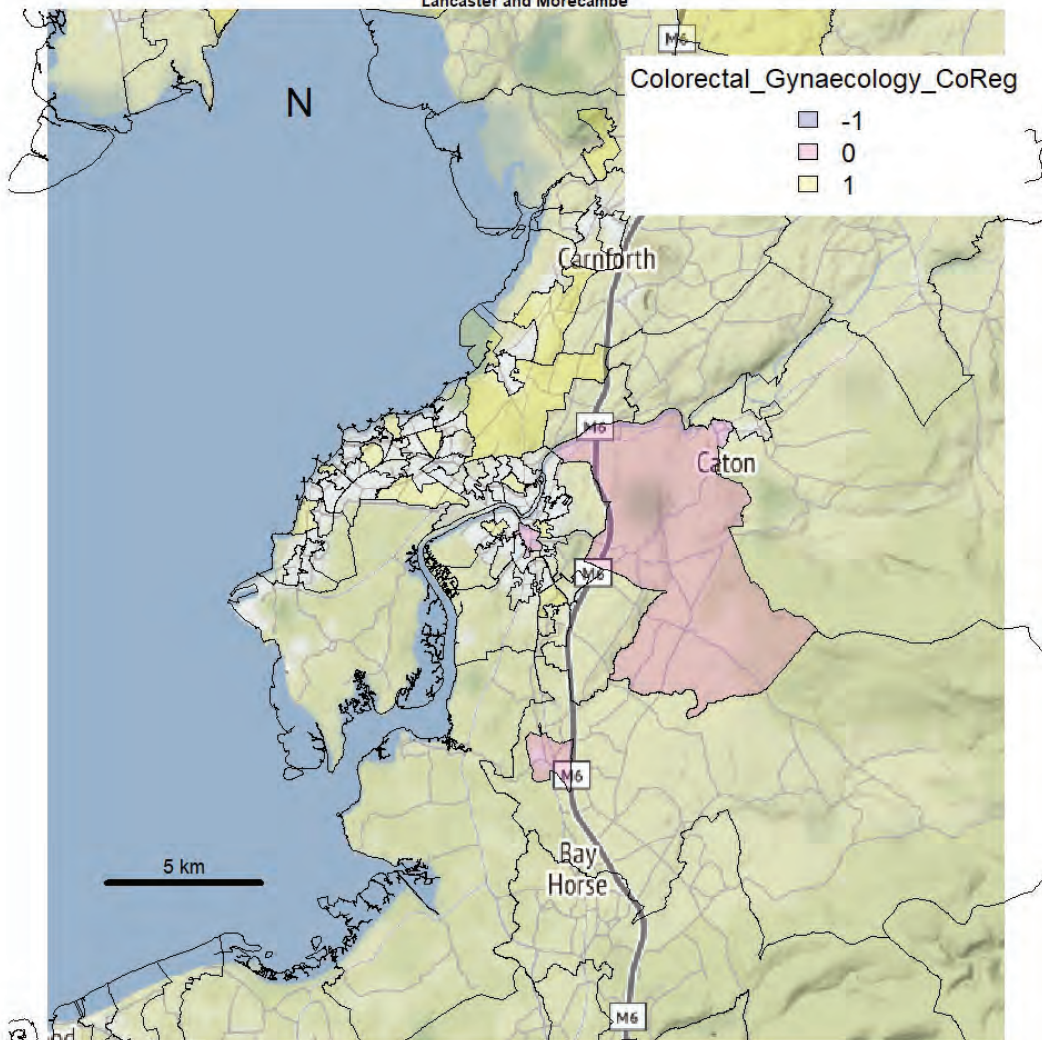 Lancaster and Morecambe
M6
N
Colorectal_Gynaecology_CoReg
-1
0
1
Carnforth
M6
Caton
M6
M6
5 km
Bay
Horse
M6